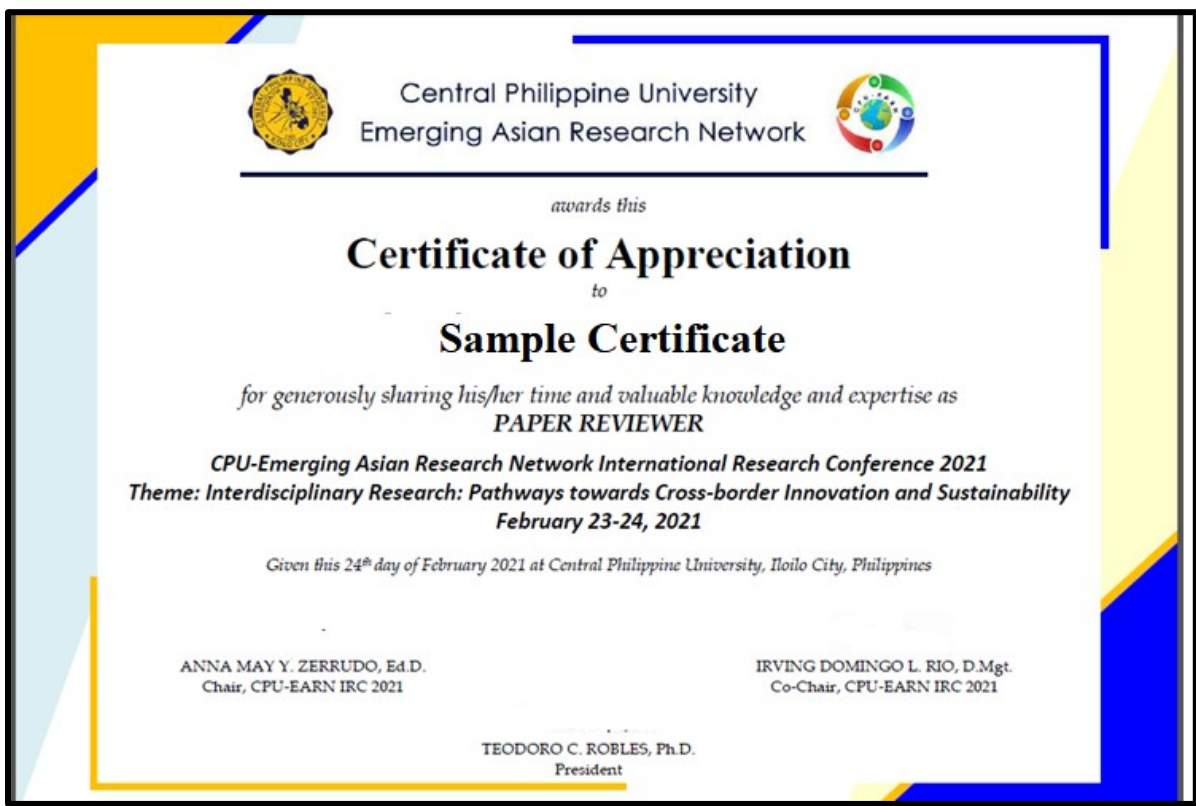 Central Philippine University
Emerging Asian Research Network
awards this
Certificate of Appreciation
to
Sample Certificate
for generously sharing his/her time and valuable knowledge and expertise as
PAPER REVIEWER
CPU-Emerging Asian Research Network International Research Conference 2021
Theme: Interdisciplinary Research: Pathways towards Cross-border Innovation and Sustainability
February 23-24, 2021
Given this 24th day of February 2021 at Central Philippine University, Iloilo City, Philippines
ANNA MAY Y. ZERRUDO, Ed.D.
Chair, CPU-EARN IRC 2021
IRVING DOMINGO L. RIO, D.Mgt.
Co-Chair, CPU-EARN IRC 2021
TEODORO C. ROBLES, Ph.D.
President